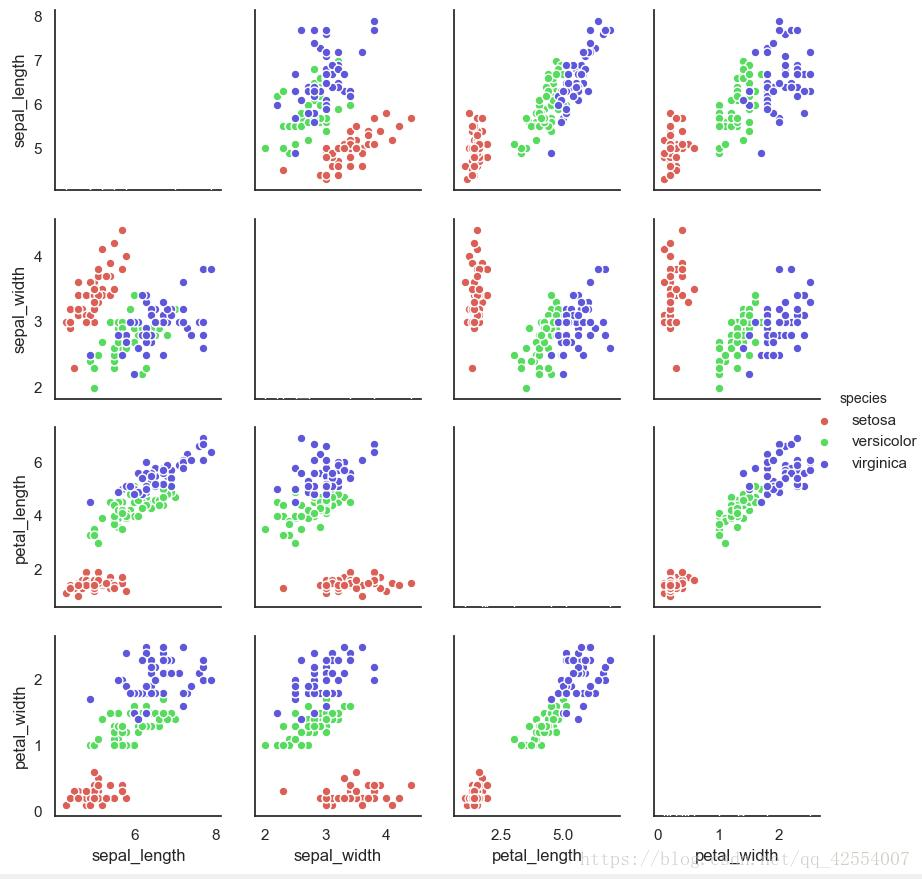 8
7
6
5
sepal_length
4
3
2
sepal_width
species
setosa
versicolor
virginica
6
4
2
petal_length
2
1
0
petal_width
6 8
2 3 4
2.5 5.0
0 1 2
sepal_length
sepal_width
petal_length
petal_width
https://blog.csdn.net/qq_42554007